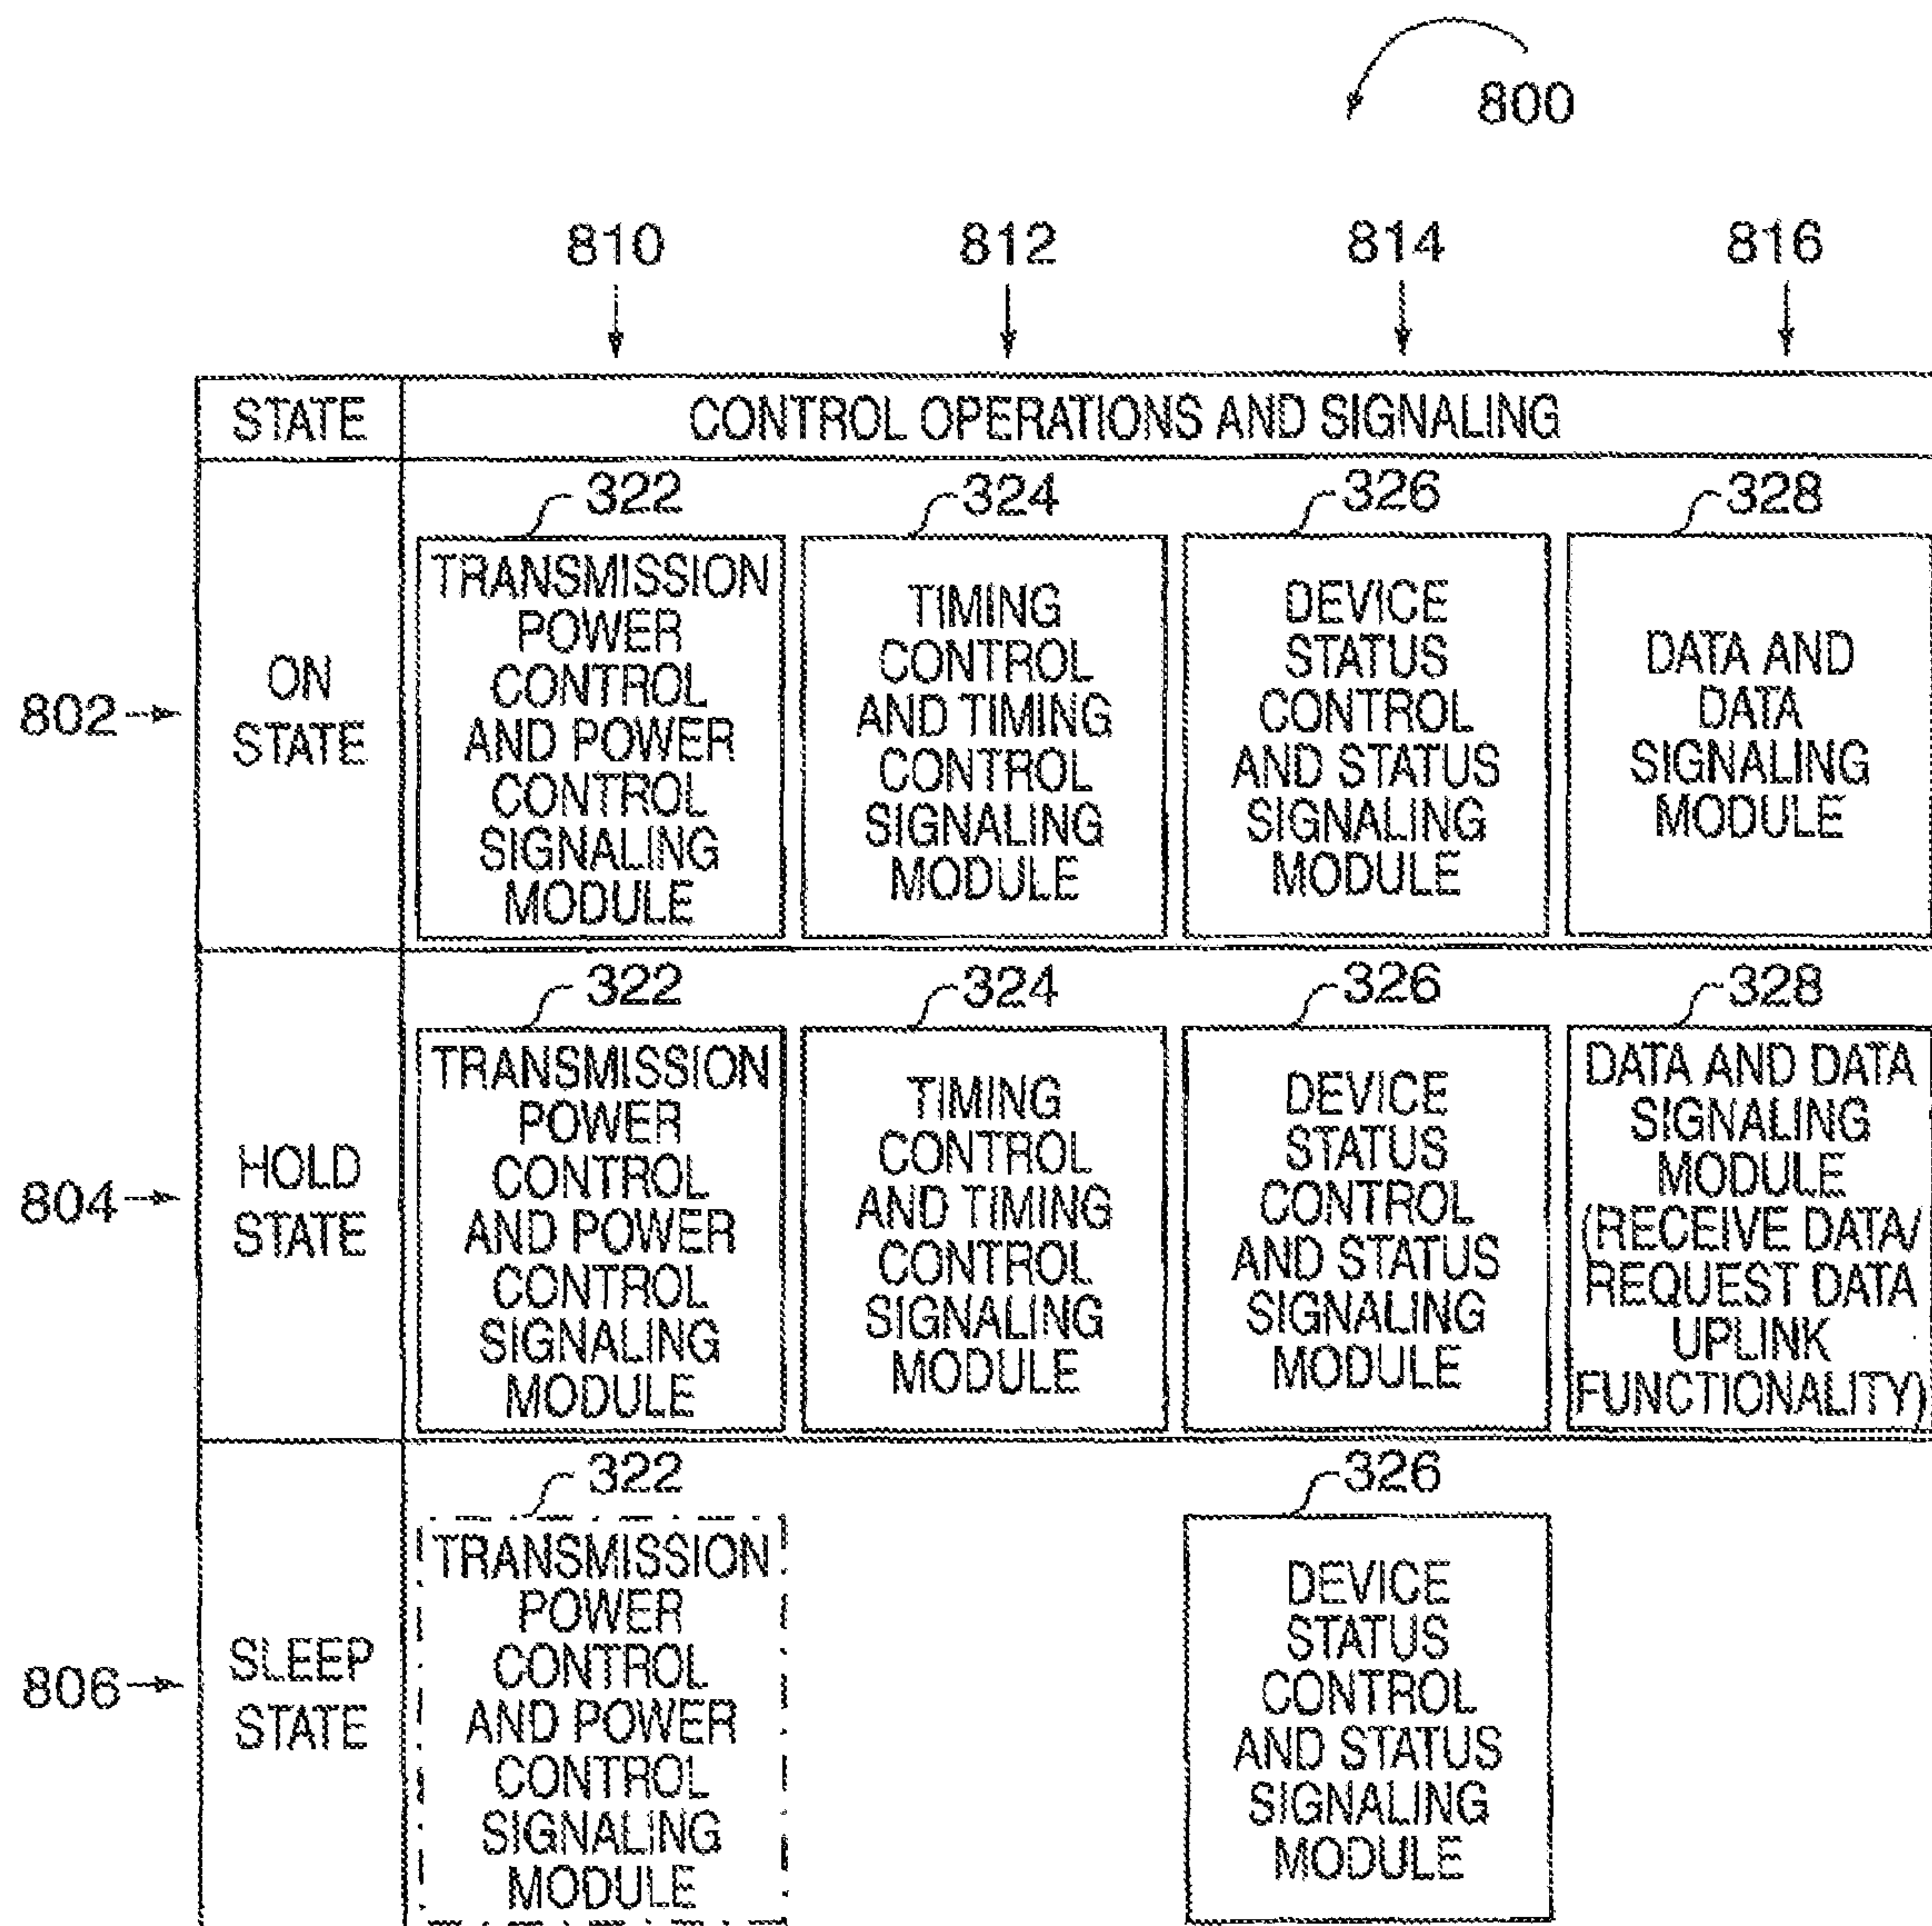 800
810 812 814 816
STATE CONTROL OPERATIONS AND SIGNALING
322 324 326 328
802
ON
STATE
TRANSMISSION
POWER
CONTROL
AND POWER
CONTROL
SIGNALING
MODULE
TIMING
CONTROL
AND TIMING
CONTROL
SIGNALING
MODULE
DEVICE
STATUS
CONTROL
AND STATUS
SIGNALING
MODULE
DATA AND
DATA
SIGNALING
MODULE
322 324 326 328
804
HOLD
STATE
TRANSMISSION
POWER
CONTROL
AND POWER
CONTROL
SIGNALING
MODULE
TIMING
CONTROL
AND TIMING
CONTROL
SIGNALING
MODULE
DEVICE
STATUS
CONTROL
AND STATUS
SIGNALING
MODULE
DATA AND DATA
SIGNALING
MODULE
(RECEIVE DATA/
REQUEST DATA
UPLINK
FUNCTIONALITY)
322 326
806
SLEEP
STATE
TRANSMISSION
POWER
CONTROL
AND POWER
CONTROL
SIGNALING
MODULE
DEVICE
STATUS
CONTROL
AND STATUS
SIGNALING
MODULE